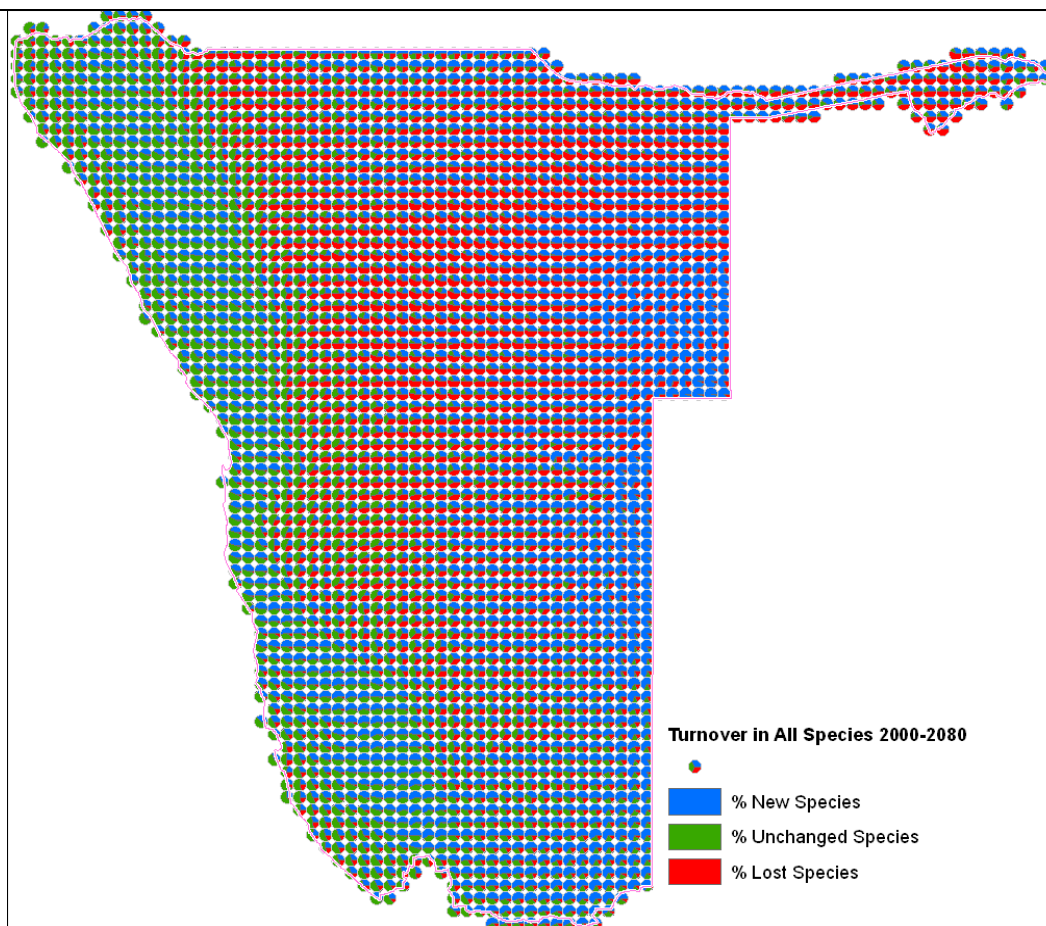 Turnover in All Species 2000-2080
% New Species
% Unchanged Species
% Lost Species